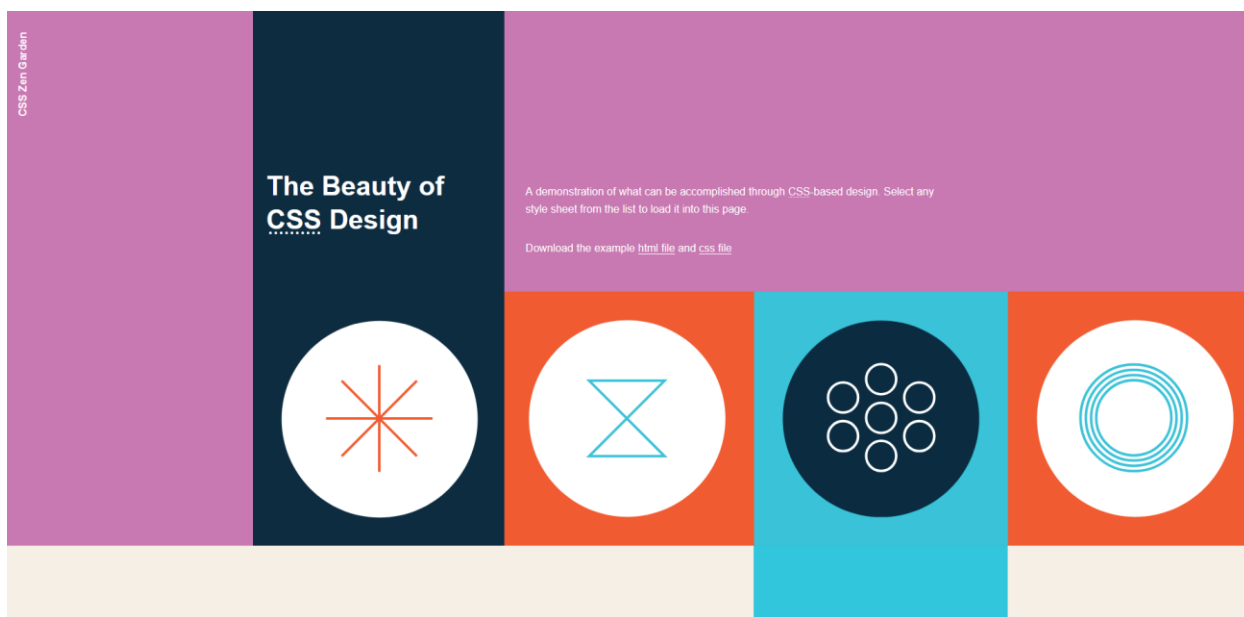 CSS Zen Garden
The Beauty of
CSS Design
A demonstration of what can be accomplished through CSS-based design. Select any
style sheet from the list to load it into this page.
Download the example html file and css file